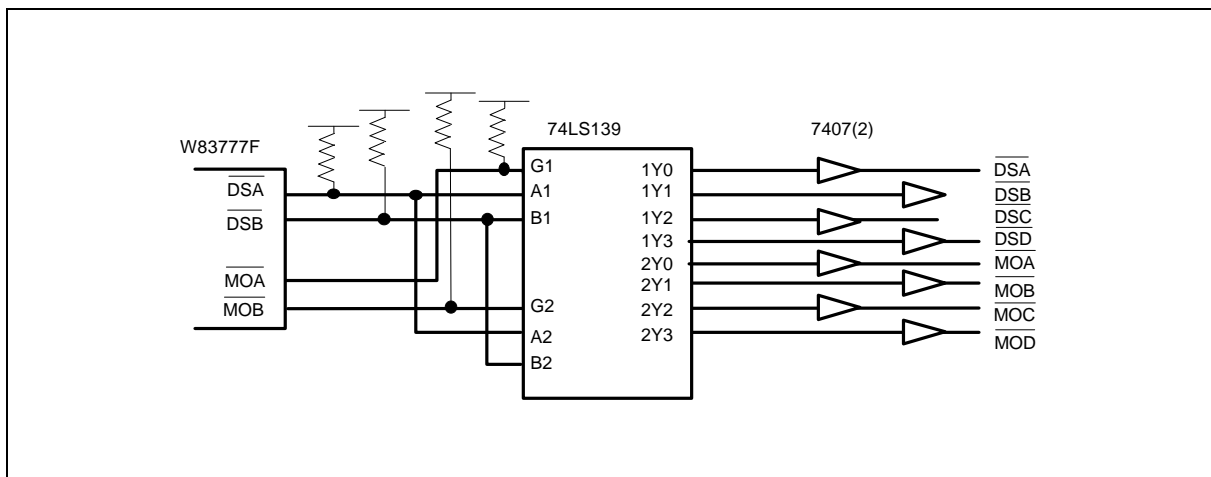 74LS139
7407(2)
W83777F
DSA
DSB
MOA
MOB
G1
A1
B1
G2
A2
B2
1Y0
1Y1
1Y2
1Y3
2Y0
2Y1
2Y2
2Y3
DSA
DSB
DSC
DSD
MOA
MOB
MOC
MOD